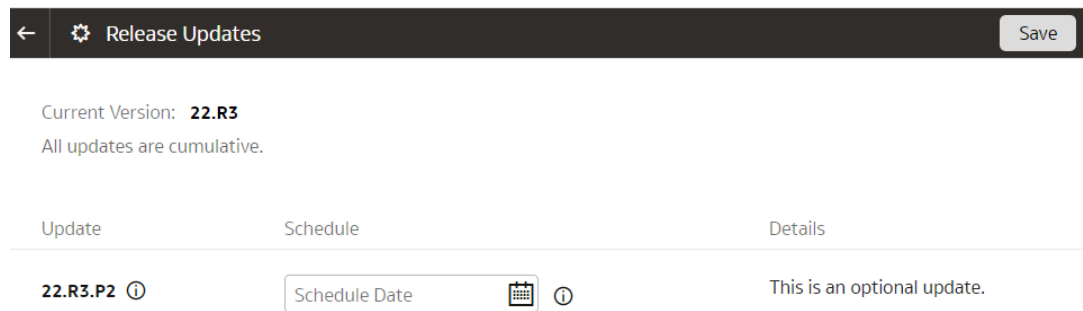 Release Updates
Save
Current Version: 22.R3
All updates are cumulative.
Update Schedule Details
22.R3.P2 Schedule Date This is an optional update.